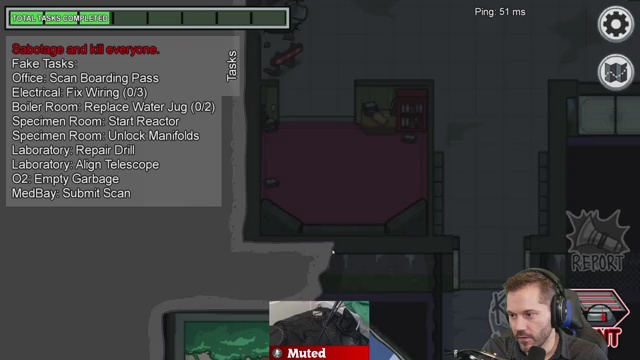 TOTAL TASKS COMPLETED
Ping: 51 ms
Sabotage and kill everyone.
Fake Tasks:
Office: Scan Boarding Pass
Electrical: Fix Wiring (0/3)
Boiler Room: Replace Water Jug (0/2)
Specimen Room: Start Reactor
Specimen Room: Unlock Manifolds
Laboratory: Repair Drill
Laboratory: Align Telescope
O2: Empty Garbage
MedBay: Submit Scan
Tasks
REPORT
Muted